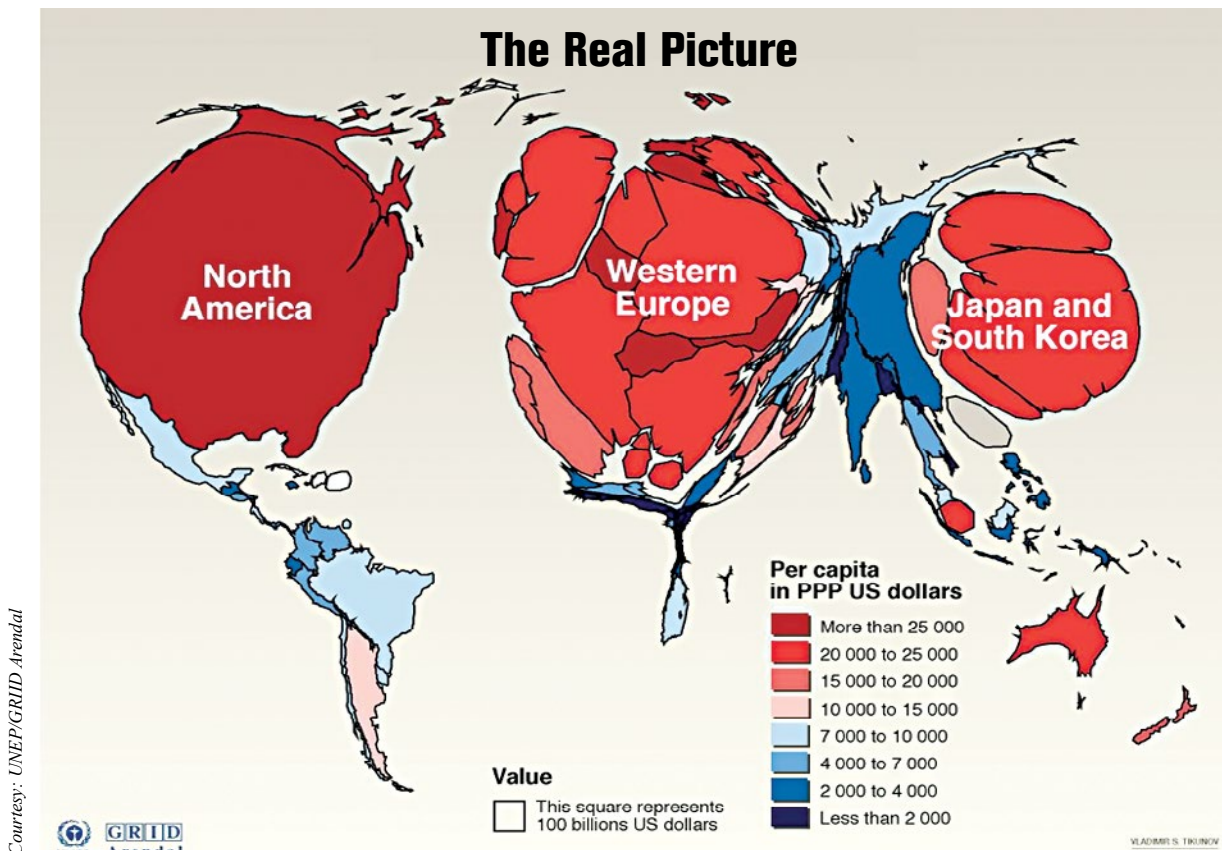 The Real Picture
North
America
Western
Europe
Japan and
South Korea
Per capita
in PPP US dollars
More than 25 000
20 000 to 25 000
15 000 to 20 000
10 000 to 15 000
7 000 to 10 000
4 000 to 7 000
2 000 to 4 000
Less than 2 000
Value
This square represents
100 billions US dollars
GRID
Arendal
VLADIMIR S. TIKUNOV
Courtesy: UNEP/GRIID Arendal